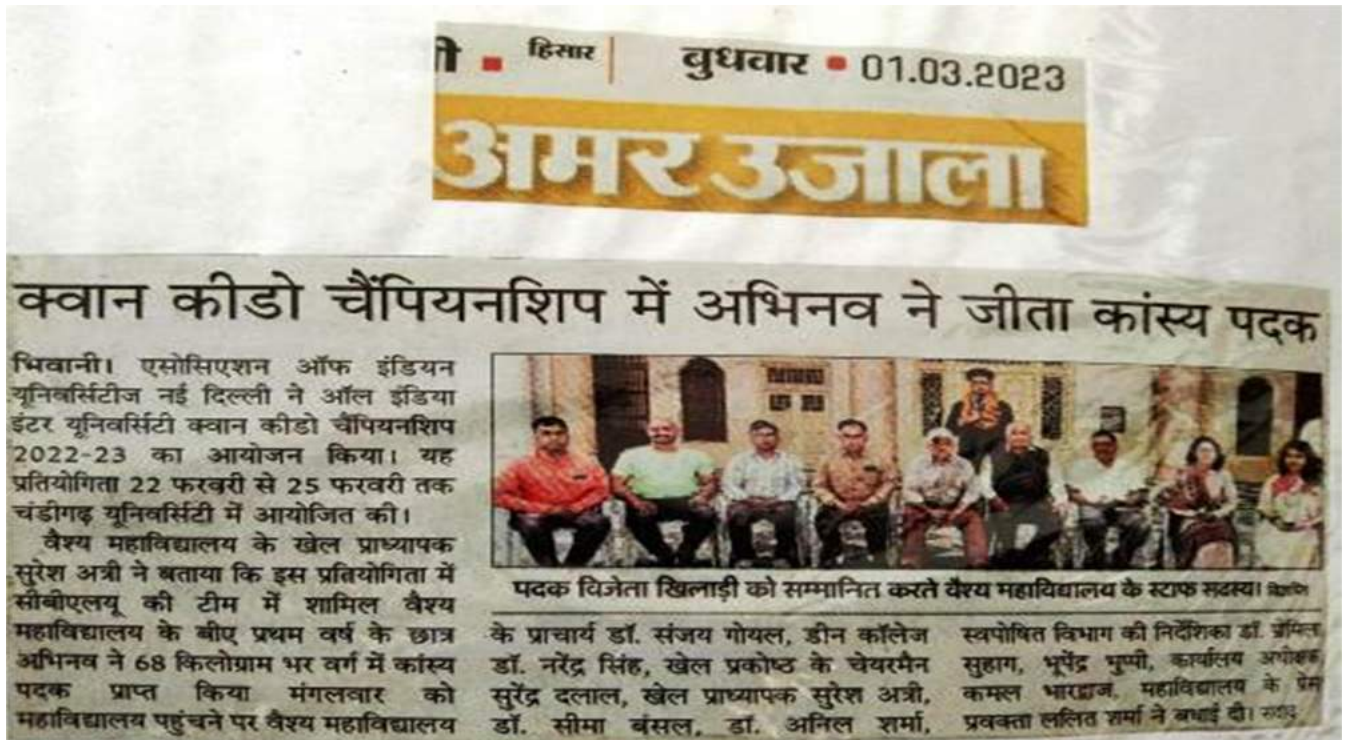 ी ▪ हिसार | बुधवार ▪ 01.03.2023
अमर उजाला
क्वान कीडो चैंपियनशिप में अभिनव ने जीता कांस्य पदक
भिवानी। एसोसिएशन ऑफ इंडियन
यूनिवर्सिटीज नई दिल्ली ने ऑल इंडिया
इंटर यूनिवर्सिटी क्वान कीडो चैंपियनशिप
2022-23 का आयोजन किया। यह
प्रतियोगिता 22 फरवरी से 25 फरवरी तक
चंडीगढ़ यूनिवर्सिटी में आयोजित की।
वैश्य महाविद्यालय के खेल प्राध्यापक
सुरेश अत्री ने बताया कि इस प्रतियोगिता में
सीबीएलयू की टीम में शामिल वैश्य
महाविद्यालय के बीए प्रथम वर्ष के छात्र
अभिनव ने 68 किलोग्राम भर वर्ग में कांस्य
पदक प्राप्त किया मंगलवार को
महाविद्यालय पहुंचने पर वैश्य महाविद्यालय
पदक विजेता खिलाड़ी को सम्मानित करते वैश्य महाविद्यालय के स्टाफ सदस्य।
के प्राचार्य डॉ. संजय गोयल, डीन कॉलेज
डॉ. नरेंद्र सिंह, खेल प्रकोष्ठ के चेयरमैन
सुरेंद्र दलाल, खेल प्राध्यापक सुरेश अत्री,
डॉ. सीमा बंसल, डॉ. अनिल शर्मा,
स्वपोषित विभाग की निर्देशिका डॉ. प्रोमिला
सुहाग, भूपेंद्र भुप्पी, कार्यालय अधीक्षक
कमल भारद्वाज, महाविद्यालय के प्रेस
प्रवक्ता ललित शर्मा ने बधाई दी। संवाद